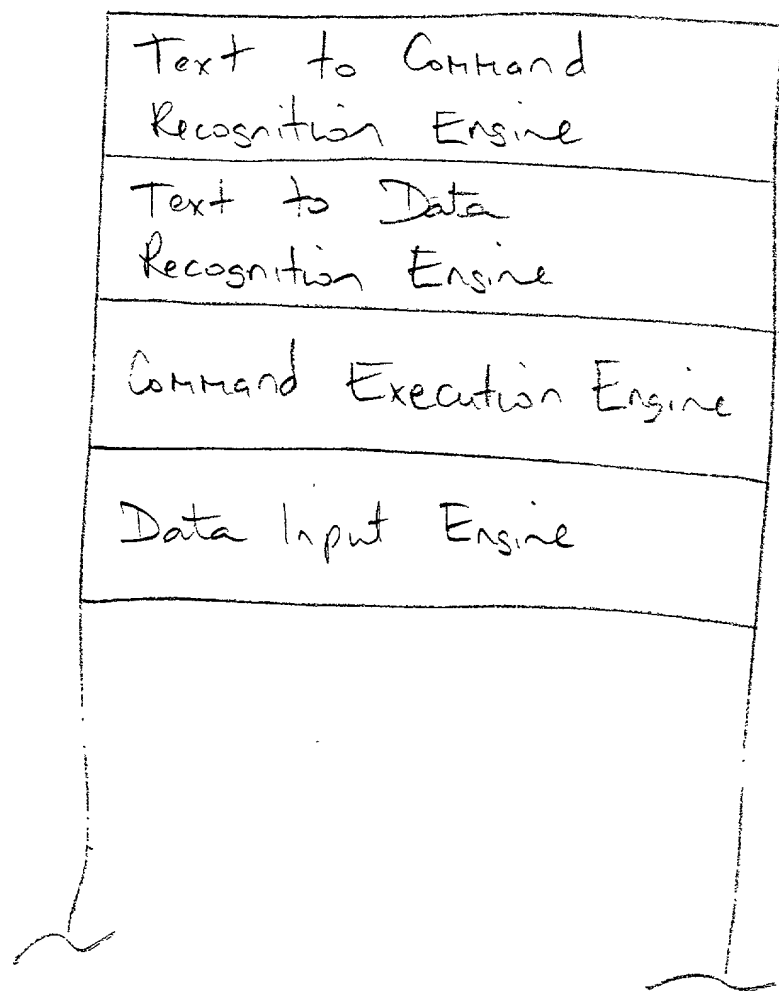 Text to Command
Recognition Engine
Text to Data
Recognition Engine
Command Execution Engine
Data Input Engine